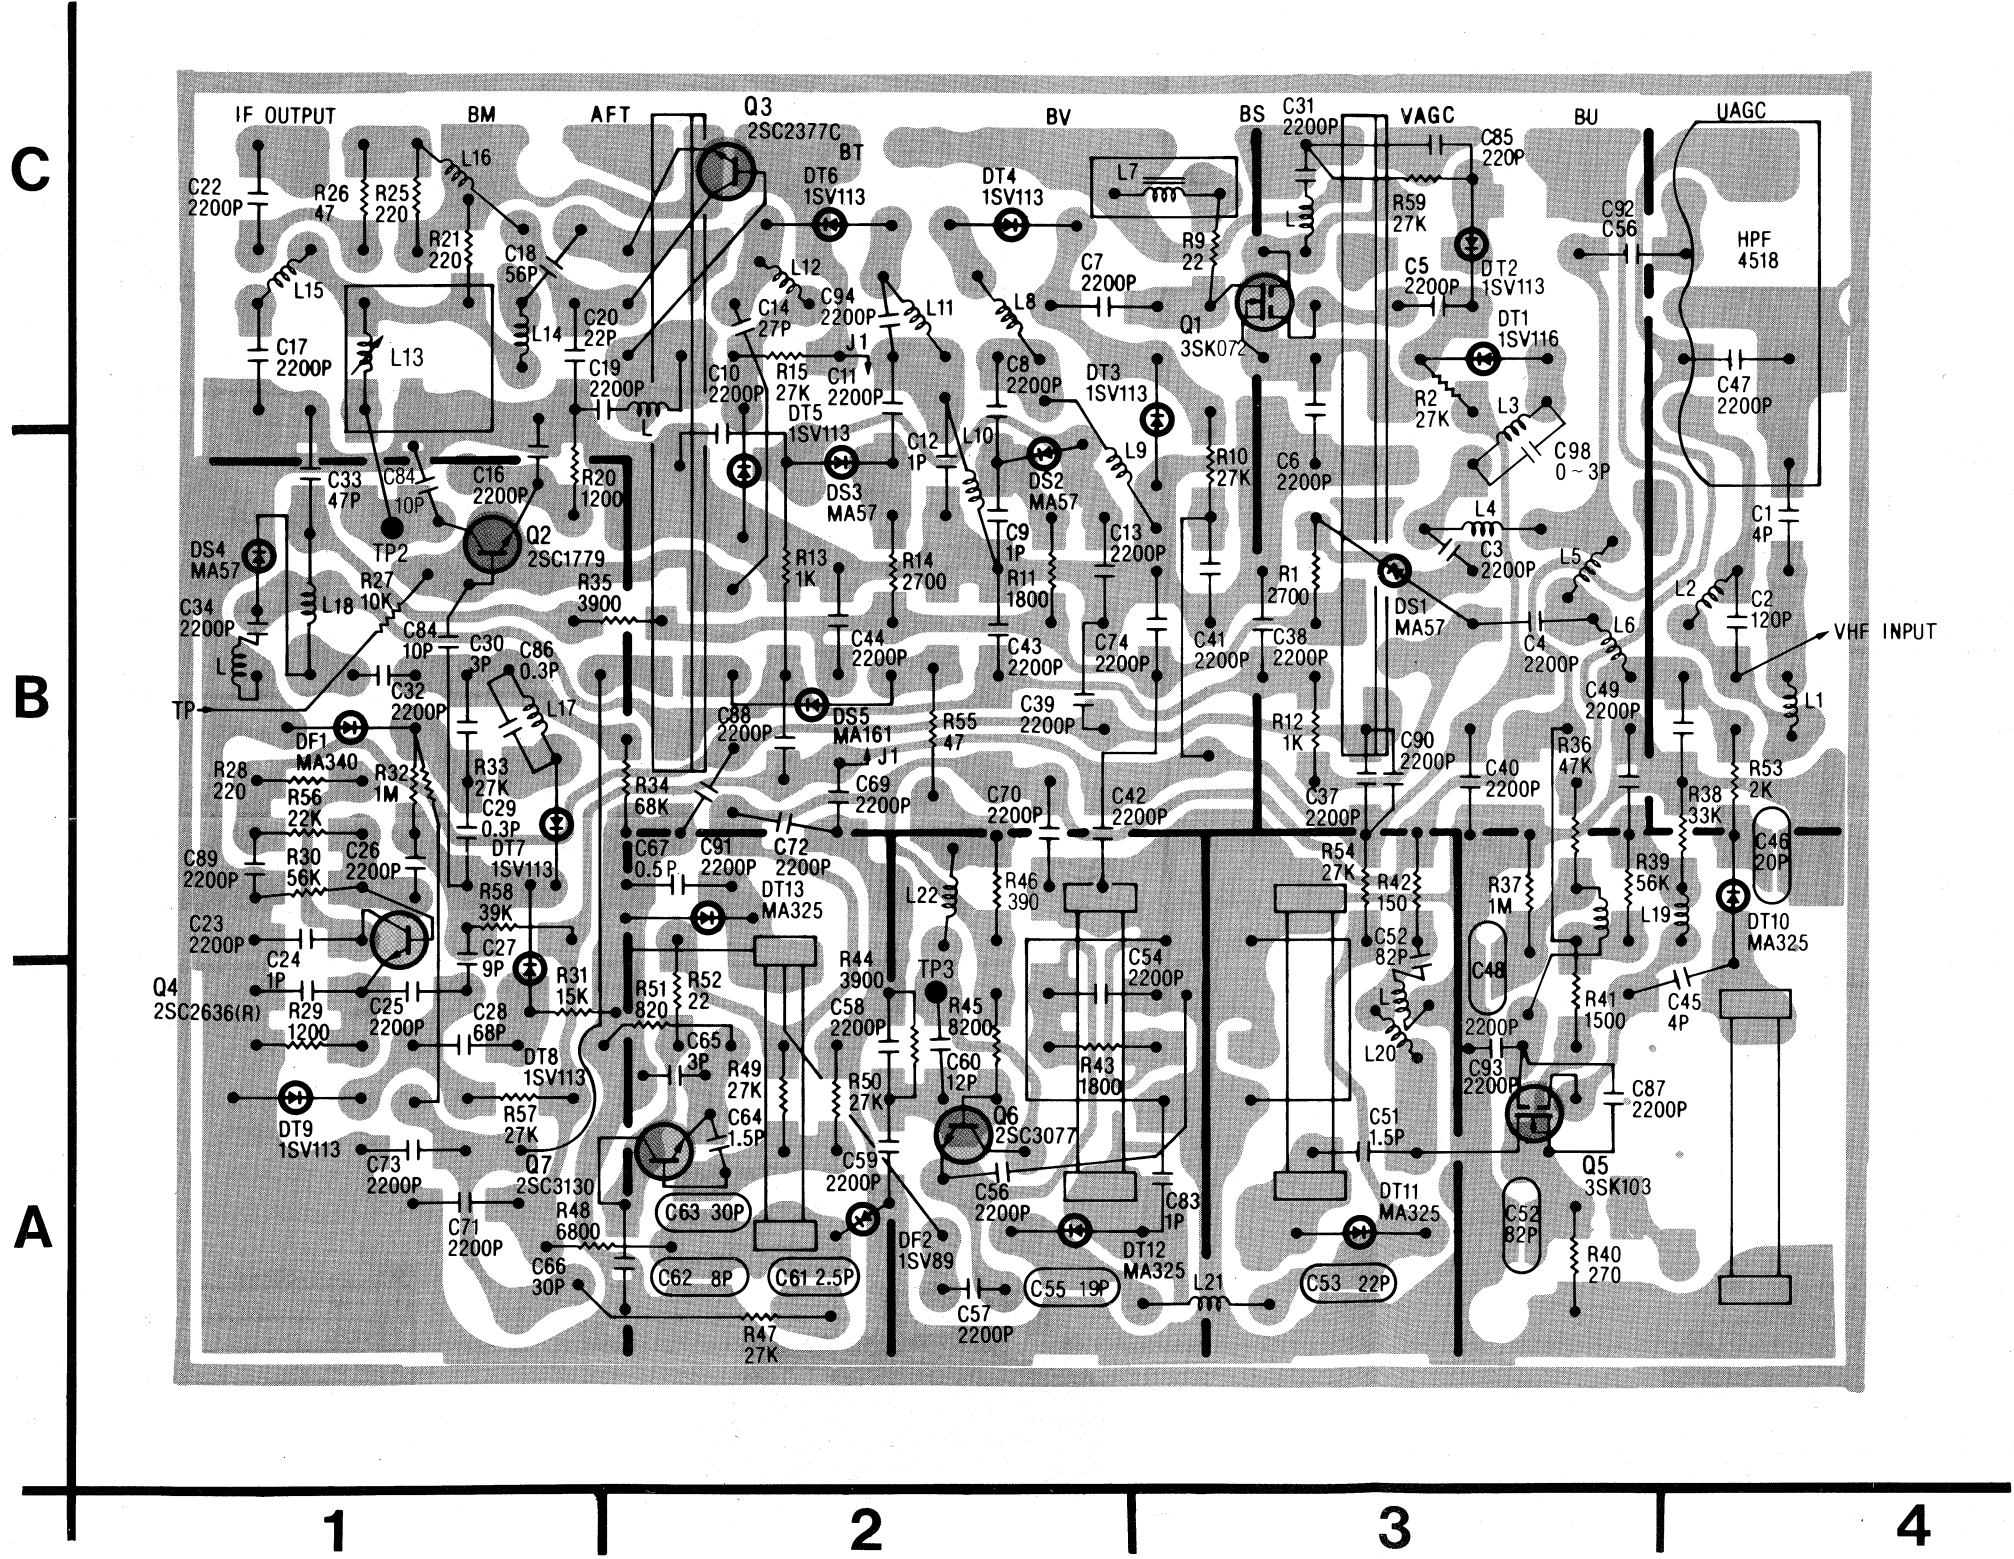 C
B
A
1
2
3
4
IF OUTPUT
BM
AFT
Q3
2SC2377C
BT
BV
BS
C31
2200P
VAGC
C85
220P
BU
UAGC
L16
DT6
1SV113
DT4
1SV113
L7
C22
2200P
R26
47
R25
220
R59
27K
C92
C56
R21
220
C18
56P
R9
22
L
HPF
4518
L15
L12
C7
2200P
C5
2200P
DT2
1SV113
C20
22P
C14
27P
C94
2200P
L11
L8
Q1
3SK072
DT1
1SV116
L14
C17
2200P
L13
J1
C19
2200P
C10
2200P
R15
27K
C11
2200P
C8
2200P
DT3
1SV113
C47
2200P
R2
27K
L3
L
DT5
1SV113
C12
1P
L10
L9
R10
27K
C6
2200P
C98
0~3P
C33
47P
C84
10P
C16
2200P
R20
1200
DS3
MA57
DS2
MA57
L4
C1
4P
DS4
MA57
TP2
Q2
2SC1779
R13
1K
R14
2700
C9
1P
C13
2200P
C3
2200P
L5
R27
10K
R35
3900
R11
1800
R1
2700
L2
C34
2200P
L18
DS1
MA57
C2
120P
C84
10P
C30
3P
C86
0.3P
C44
2200P
C43
2200P
C74
2200P
C41
2200P
C38
2200P
C4
2200P
L6
VHF INPUT
L
C32
2200P
L17
C49
2200P
L1
TP
C88
2200P
DS5
MA161
R55
47
C39
2200P
R12
1K
DF1
MA340
J1
C90
2200P
R36
47K
R28
220
R32
1M
R33
27K
R34
68K
C69
2200P
C70
2200P
C42
2200P
C37
2200P
C40
2200P
R53
2K
R56
22K
C29
0.3P
R38
33K
C46
20P
C89
2200P
R30
56K
C26
2200P
DT7
1SV113
C67
0.5P
C91
2200P
C72
2200P
R54
27K
R39
56K
R58
39K
DT13
MA325
L22
R46
390
R42
150
R37
1M
L19
DT10
MA325
C23
2200P
C27
9P
C52
82P
C24
1P
R44
3900
TP3
C54
2200P
C48
Q4
2SC2636(R)
R31
15K
R51
820
R52
22
L
C45
4P
R29
1200
C25
2200P
C28
68P
C58
2200P
R45
8200
R41
1500
2200P
L20
DT8
1SV113
C65
3P
R49
27K
R50
27K
C60
12P
R43
1800
C93
2200P
C87
2200P
DT9
1SV113
R57
27K
C64
1.5P
Q6
2SC3077
C51
1.5P
C73
2200P
Q7
2SC3130
C59
2200P
C56
2200P
C83
1P
Q5
3SK103
DT11
MA325
C71
2200P
R48
6800
C63 30P
DF2
1SV89
DT12
MA325
C52
82P
R40
270
C66
30P
C62 8P
C61 2.5P
C55 19P
L21
C53 22P
R47
27K
C57
2200P